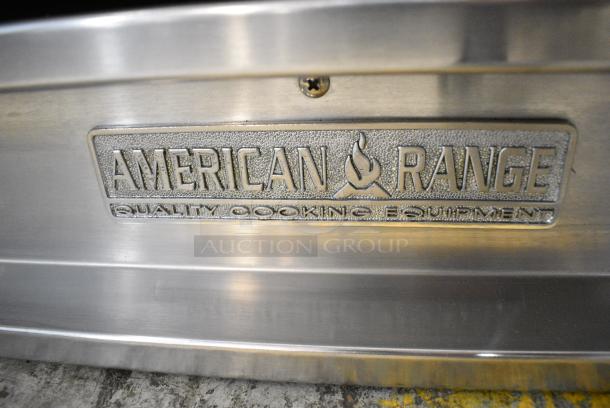 AMERICAN RANGE
QUALITY COOKING EQUIPMENT
AUCTION GROUP